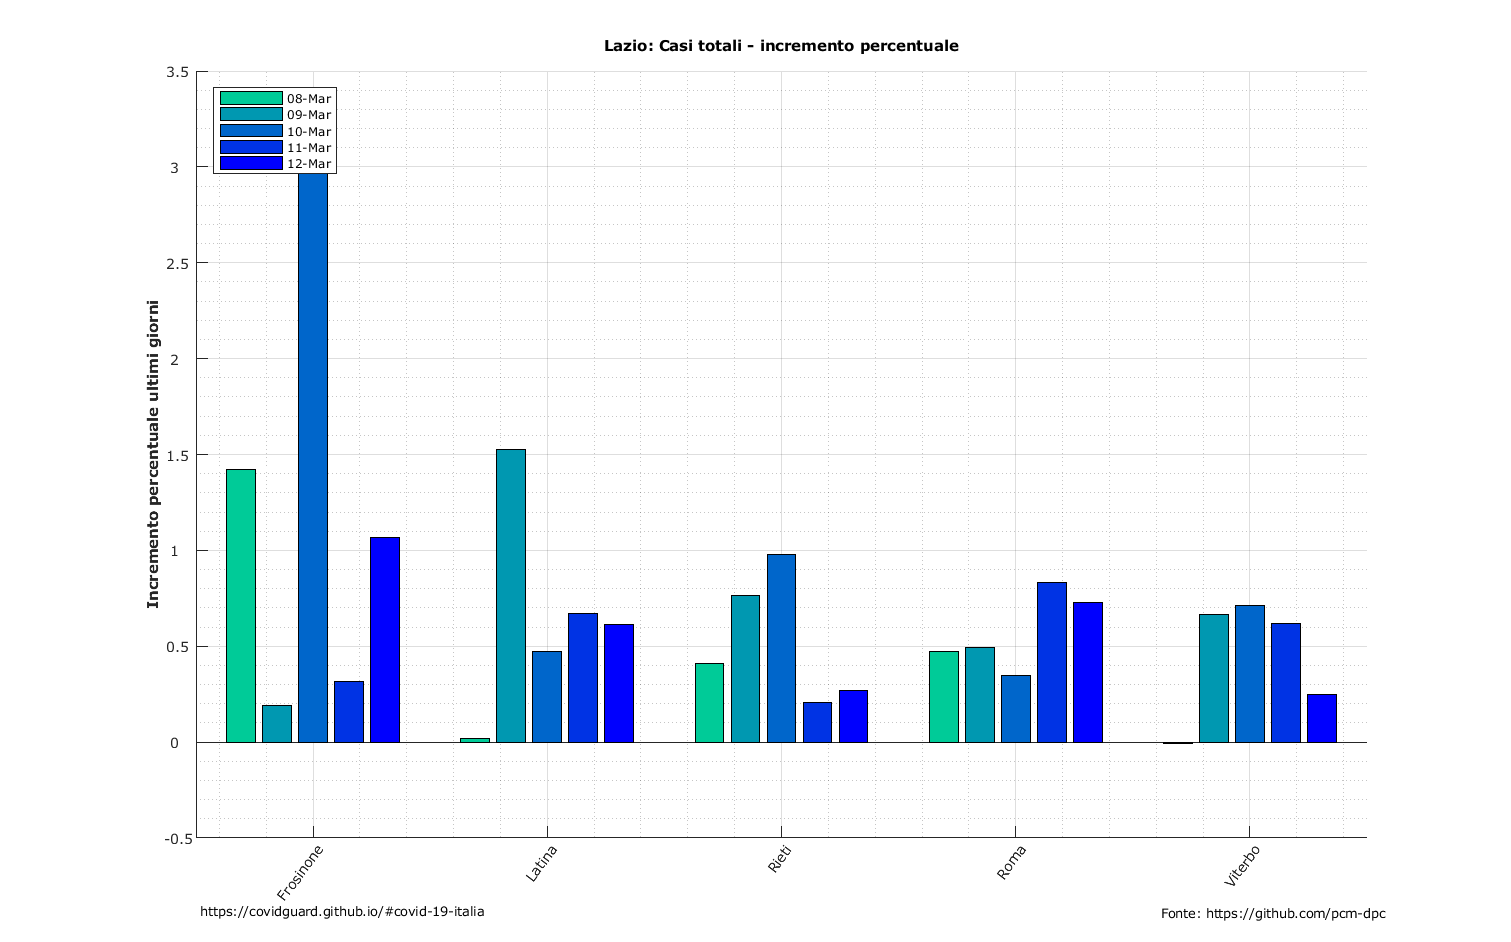 Lazio: Casi totali - incremento percentuale
3.5
3
2.5
2
1.5
1
0.5
0
-0.5
Incremento percentuale ultimi giorni
08-Mar
09-Mar
10-Mar
11-Mar
12-Mar
Frosinone
Latina
Rieti
Roma
Viterbo
https://covidguard.github.io/#covid-19-italia
Fonte: https://github.com/pcm-dpc